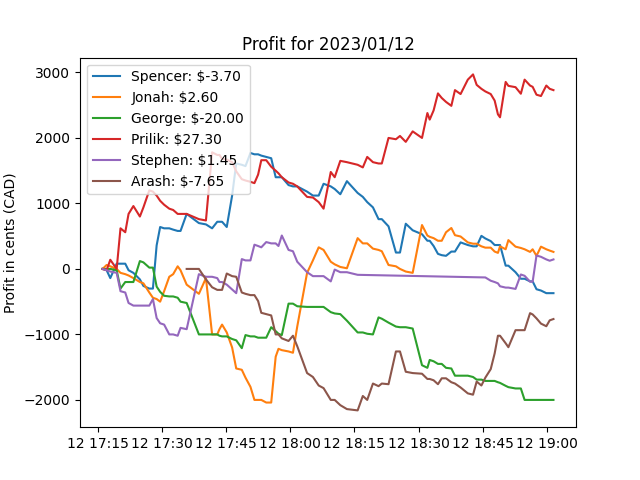 Profit for 2023/01/12
Profit in cents (CAD)
3000
2000
1000
0
−1000
−2000
Spencer: $-3.70
Jonah: $2.60
George: $-20.00
Prilik: $27.30
Stephen: $1.45
Arash: $-7.65
12 17:15 12 17:30 12 17:45 12 18:00 12 18:15 12 18:30 12 18:45 12 19:00